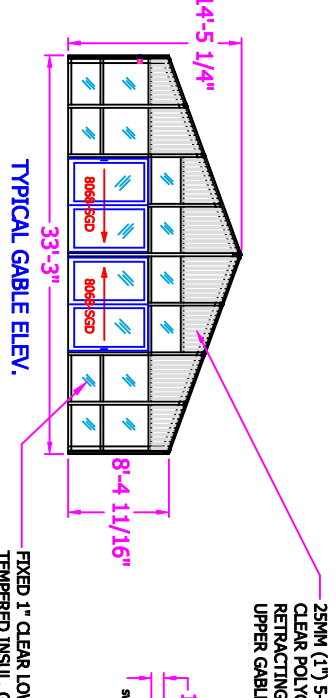 14'-5 1/4"
25MM (1") 5-
CLEAR POLYC
RETRACTING
UPPER GABL
8068-SGD
8068-SGD
33'-3"
8'-4 11/16"
TYPICAL GABLE ELEV.
FIXED 1" CLEAR LOW
TEMPERED INSUL. G